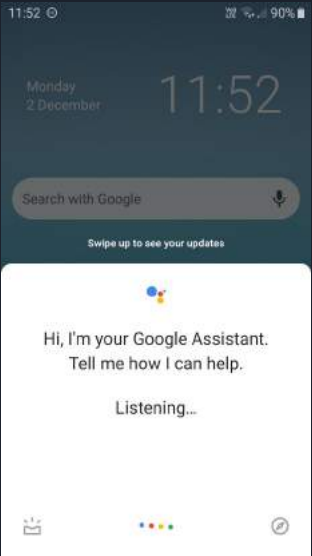 11:52 90%
Monday
2 December
11:52
Search with Google
Swipe up to see your updates
Hi, I'm your Google Assistant.
Tell me how I can help.
Listening...